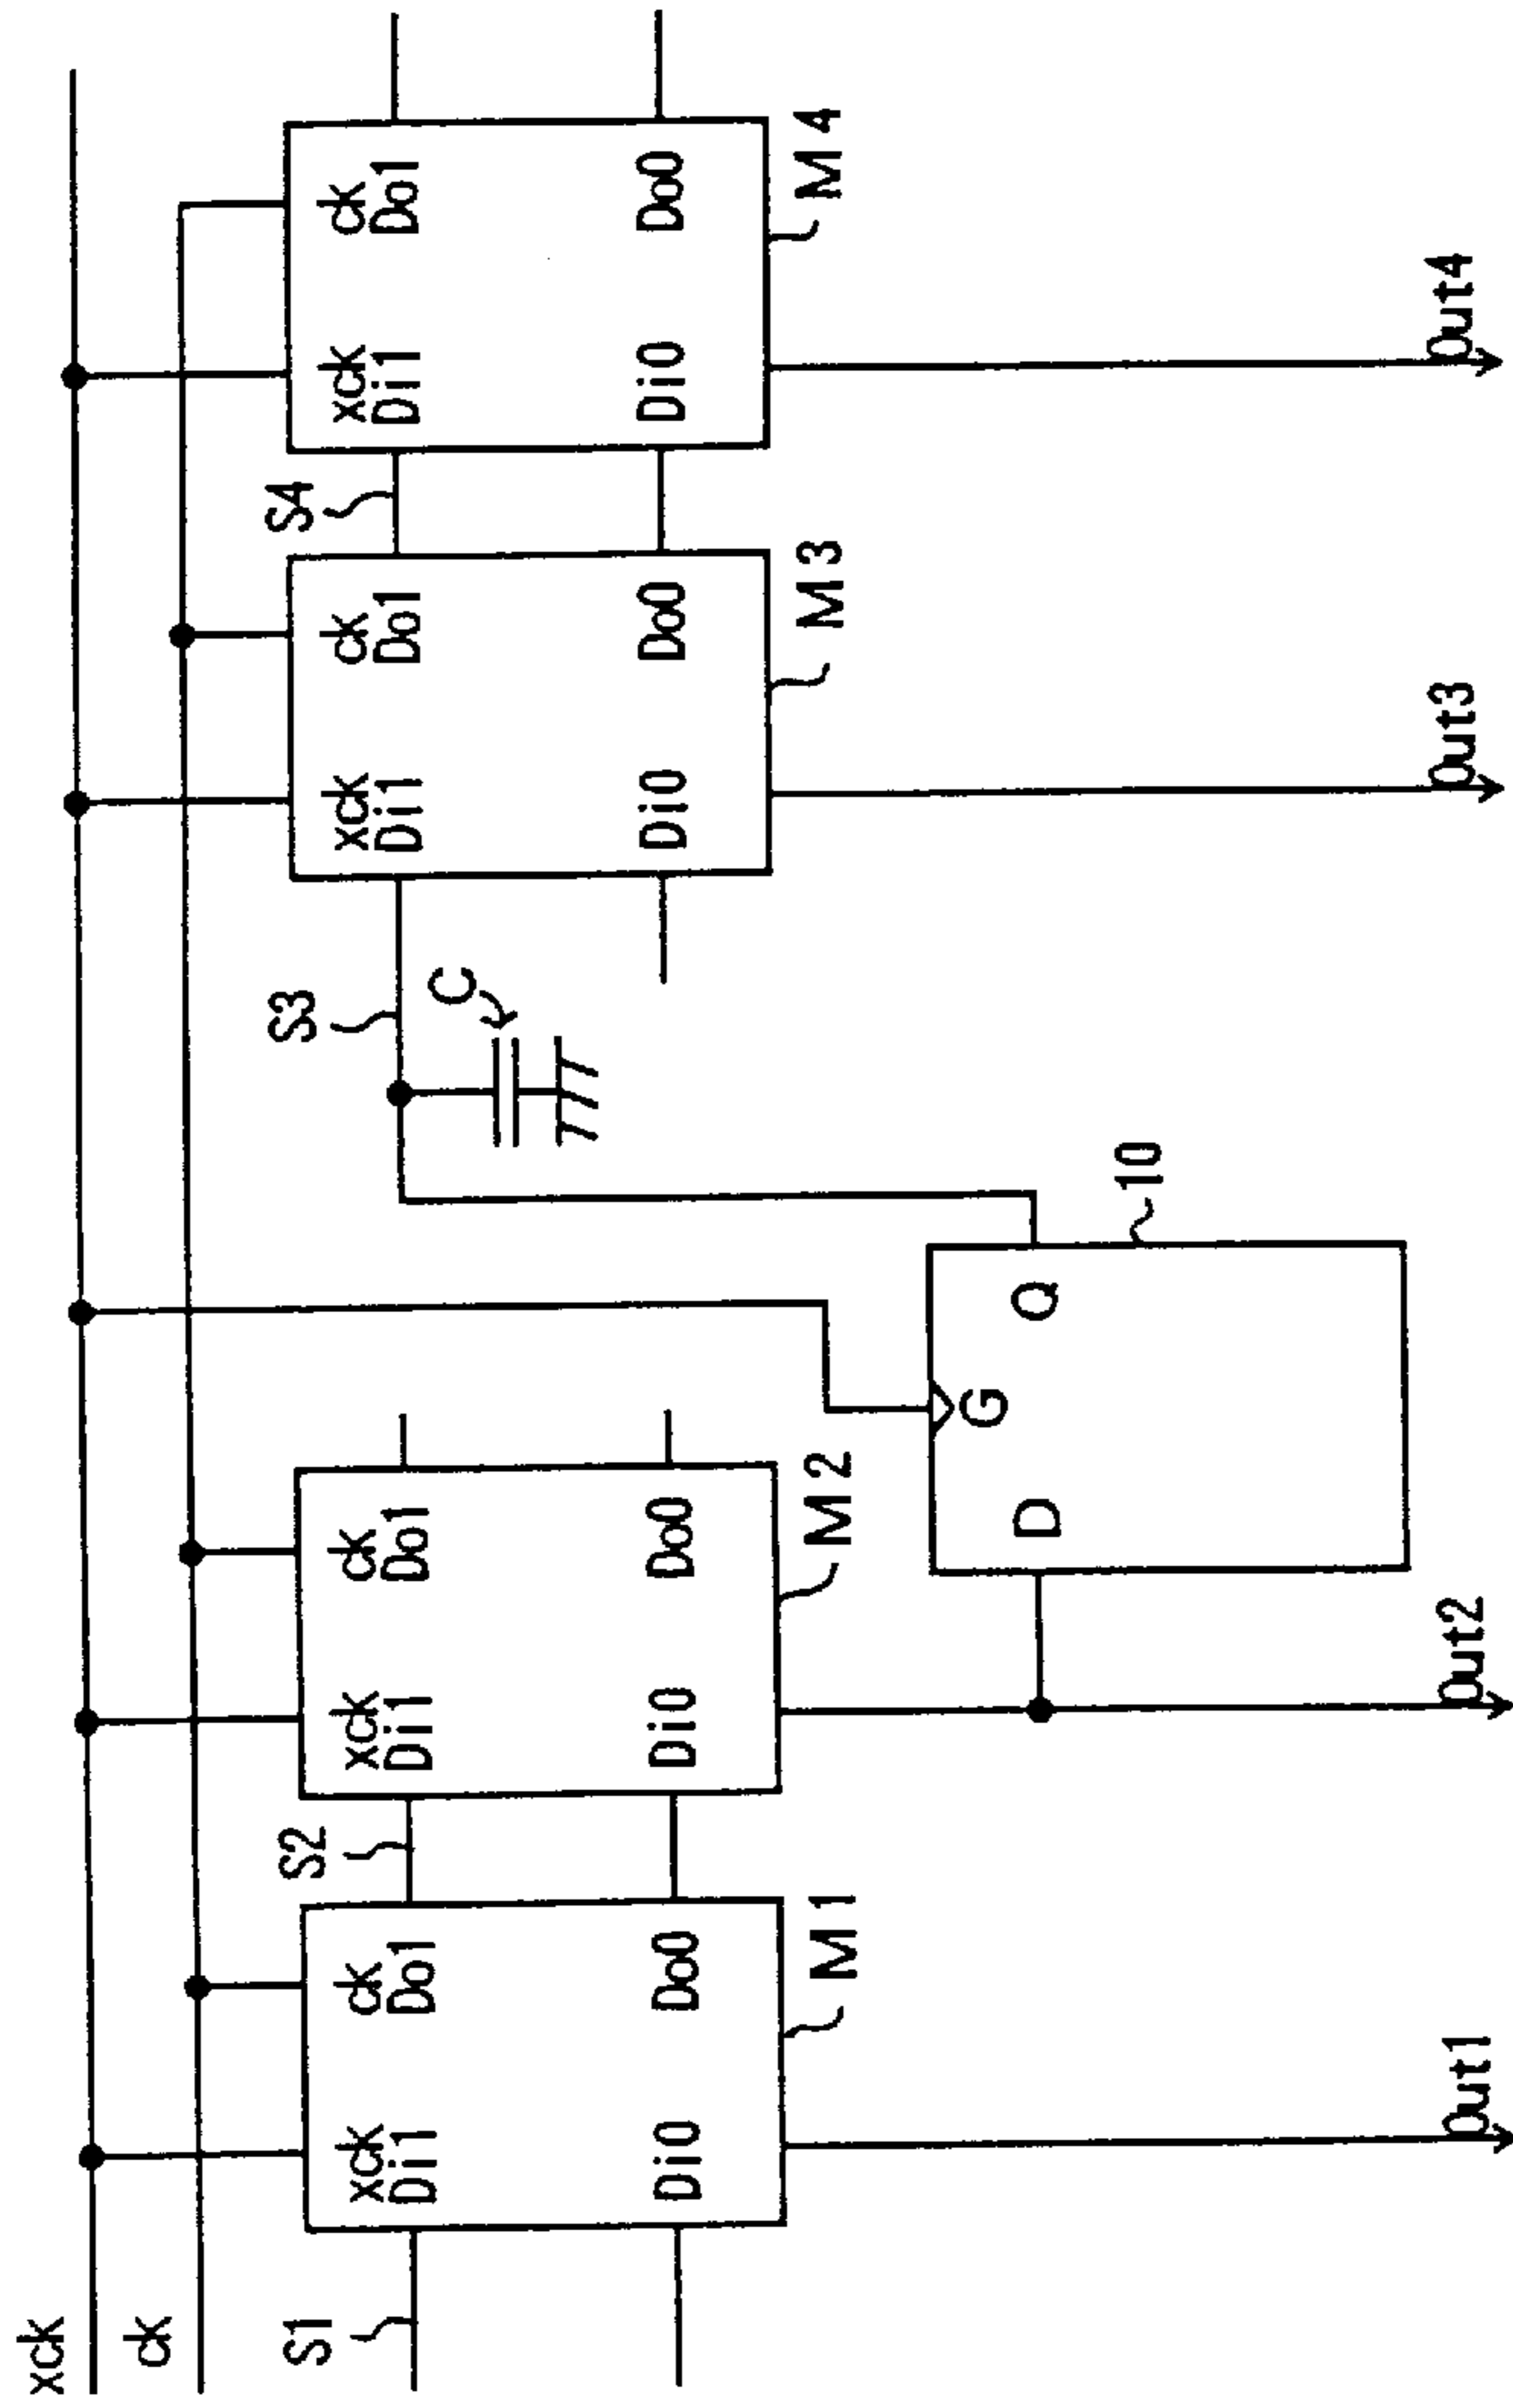 xck
ck
S1
S2
S3
S4
C
xck ck
Di1 Do1
Di0 Do0
M1
xck ck
Di1 Do1
Di0 Do0
M2
xck ck
Di1 Do1
Di0 Do0
M3
xck ck
Di1 Do1
Di0 Do0
M4
G
D Q
10
Out1
Out2
Out3
Out4